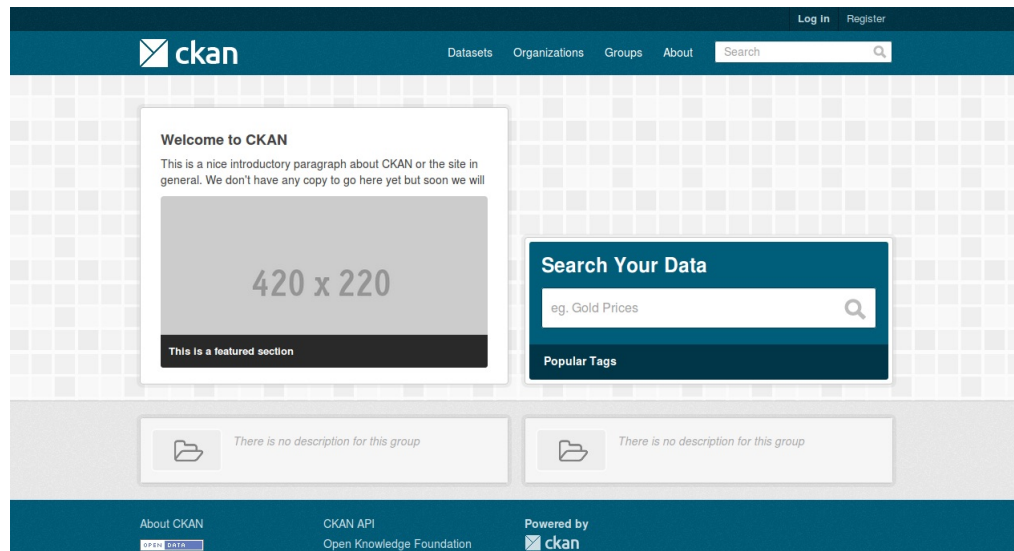 Log in Register
ckan Datasets Organizations Groups About Search
Welcome to CKAN
This is a nice introductory paragraph about CKAN or the site in
general. We don't have any copy to go here yet but soon we will
420 x 220
This is a featured section
Search Your Data
eg. Gold Prices
Popular Tags
There is no description for this group
There is no description for this group
About CKAN
OPEN DATA
CKAN API
Open Knowledge Foundation
Powered by
ckan